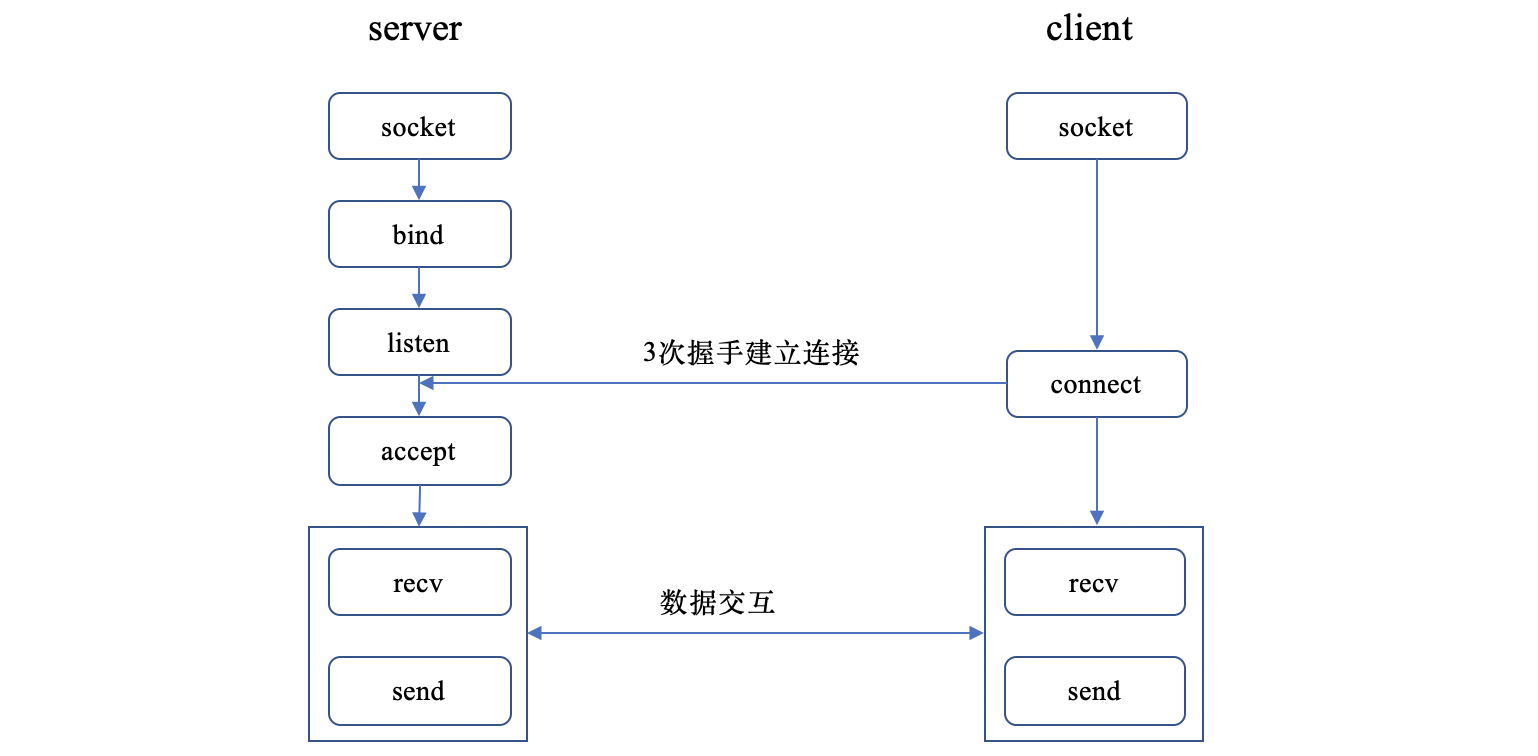 server
client
socket
socket
bind
listen
3次握手建立连接
connect
accept
recv
recv
数据交互
send
send